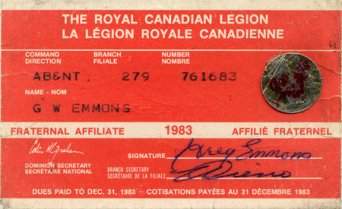 THE ROYAL CANADIAN LEGION
LA LÉGION ROYALE CANADIENNE
COMMAND BRANCH NUMBER
DIRECTION FILIALE NOMBRE
AB&NT 279 761683
NAME - NOM
G W EMMONS
FRATERNAL AFFILIATE 1983 AFFILIÉ FRATERNEL
SIGNATURE Greg Emmons
DOMINION SECRETARY BRANCH SECRETARY
SECRÉTAIRE NATIONAL SECRÉTAIRE DE LA FILIALE
DUES PAID TO DEC. 31, 1983 - COTISATIONS PAYÉES AU 31 DÉCEMBRE 1983